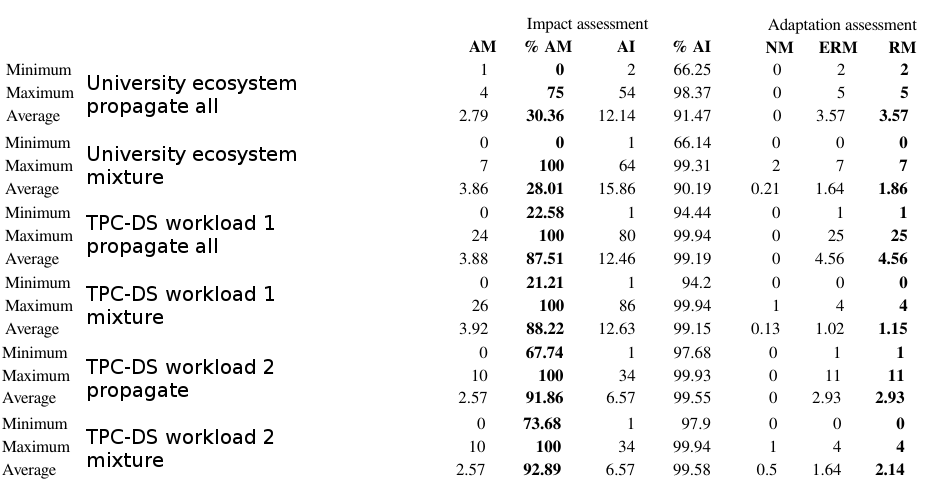 Impact assessment Adaptation assessment
AM % AM AI % AI NM ERM RM
Minimum 1 0 2 66.25 0 2 2
University ecosystem
Maximum 4 75 54 98.37 0 5 5
propagate all
Average 2.79 30.36 12.14 91.47 0 3.57 3.57
Minimum 0 0 1 66.14 0 0 0
University ecosystem
Maximum 7 100 64 99.31 2 7 7
mixture
Average 3.86 28.01 15.86 90.19 0.21 1.64 1.86
Minimum 0 22.58 1 94.44 0 1 1
TPC-DS workload 1
Maximum 24 100 80 99.94 0 25 25
propagate all
Average 3.88 87.51 12.46 99.19 0 4.56 4.56
Minimum 0 21.21 1 94.2 0 0 0
TPC-DS workload 1
Maximum 26 100 86 99.94 1 4 4
mixture
Average 3.92 88.22 12.63 99.15 0.13 1.02 1.15
Minimum 0 67.74 1 97.68 0 1 1
TPC-DS workload 2
Maximum 10 100 34 99.93 0 11 11
propagate
Average 2.57 91.86 6.57 99.55 0 2.93 2.93
Minimum 0 73.68 1 97.9 0 0 0
TPC-DS workload 2
Maximum 10 100 34 99.94 1 4 4
mixture
Average 2.57 92.89 6.57 99.58 0.5 1.64 2.14